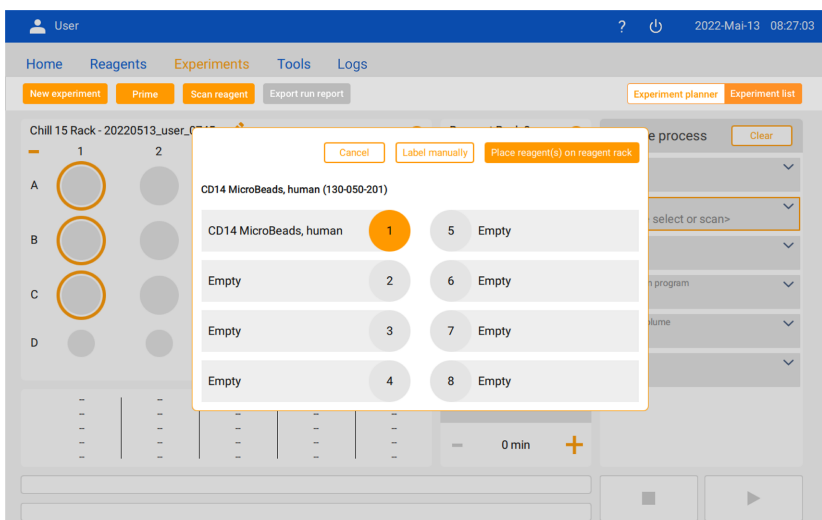 User ? 2022-Mai-13 08:27:03
Home Reagents Experiments Tools Logs
New experiment Prime Scan reagent Export run report Experiment planner Experiment list
Chill 15 Rack - 20220513_user_ process Clear
1 2
Cancel Label manually Place reagent(s) on reagent rack
CD14 MicroBeads, human (130-050-201)
A
select or scan>
CD14 MicroBeads, human 1 5 Empty
B
Empty 2 6 Empty
program
C
Empty 3 7 Empty
D
Empty 4 8 Empty
0 min